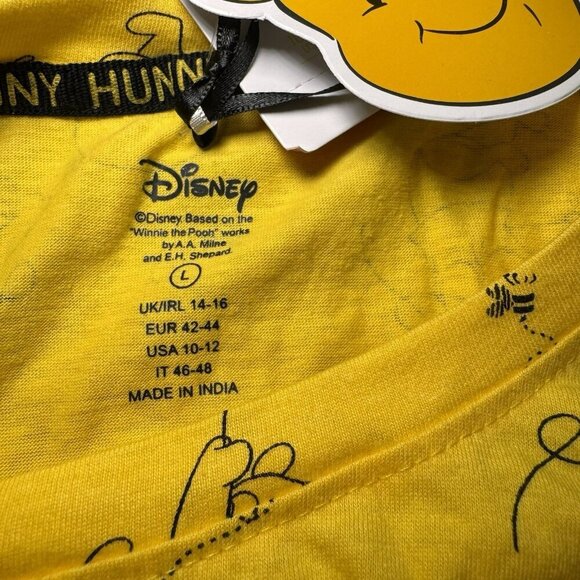 NNY HUNN
Disney
©Disney. Based on the
"Winnie the Pooh" works
by A.A. Milne
and E.H. Shepard.
L
UK/IRL 14-16
EUR 42-44
USA 10-12
IT 46-48
MADE IN INDIA